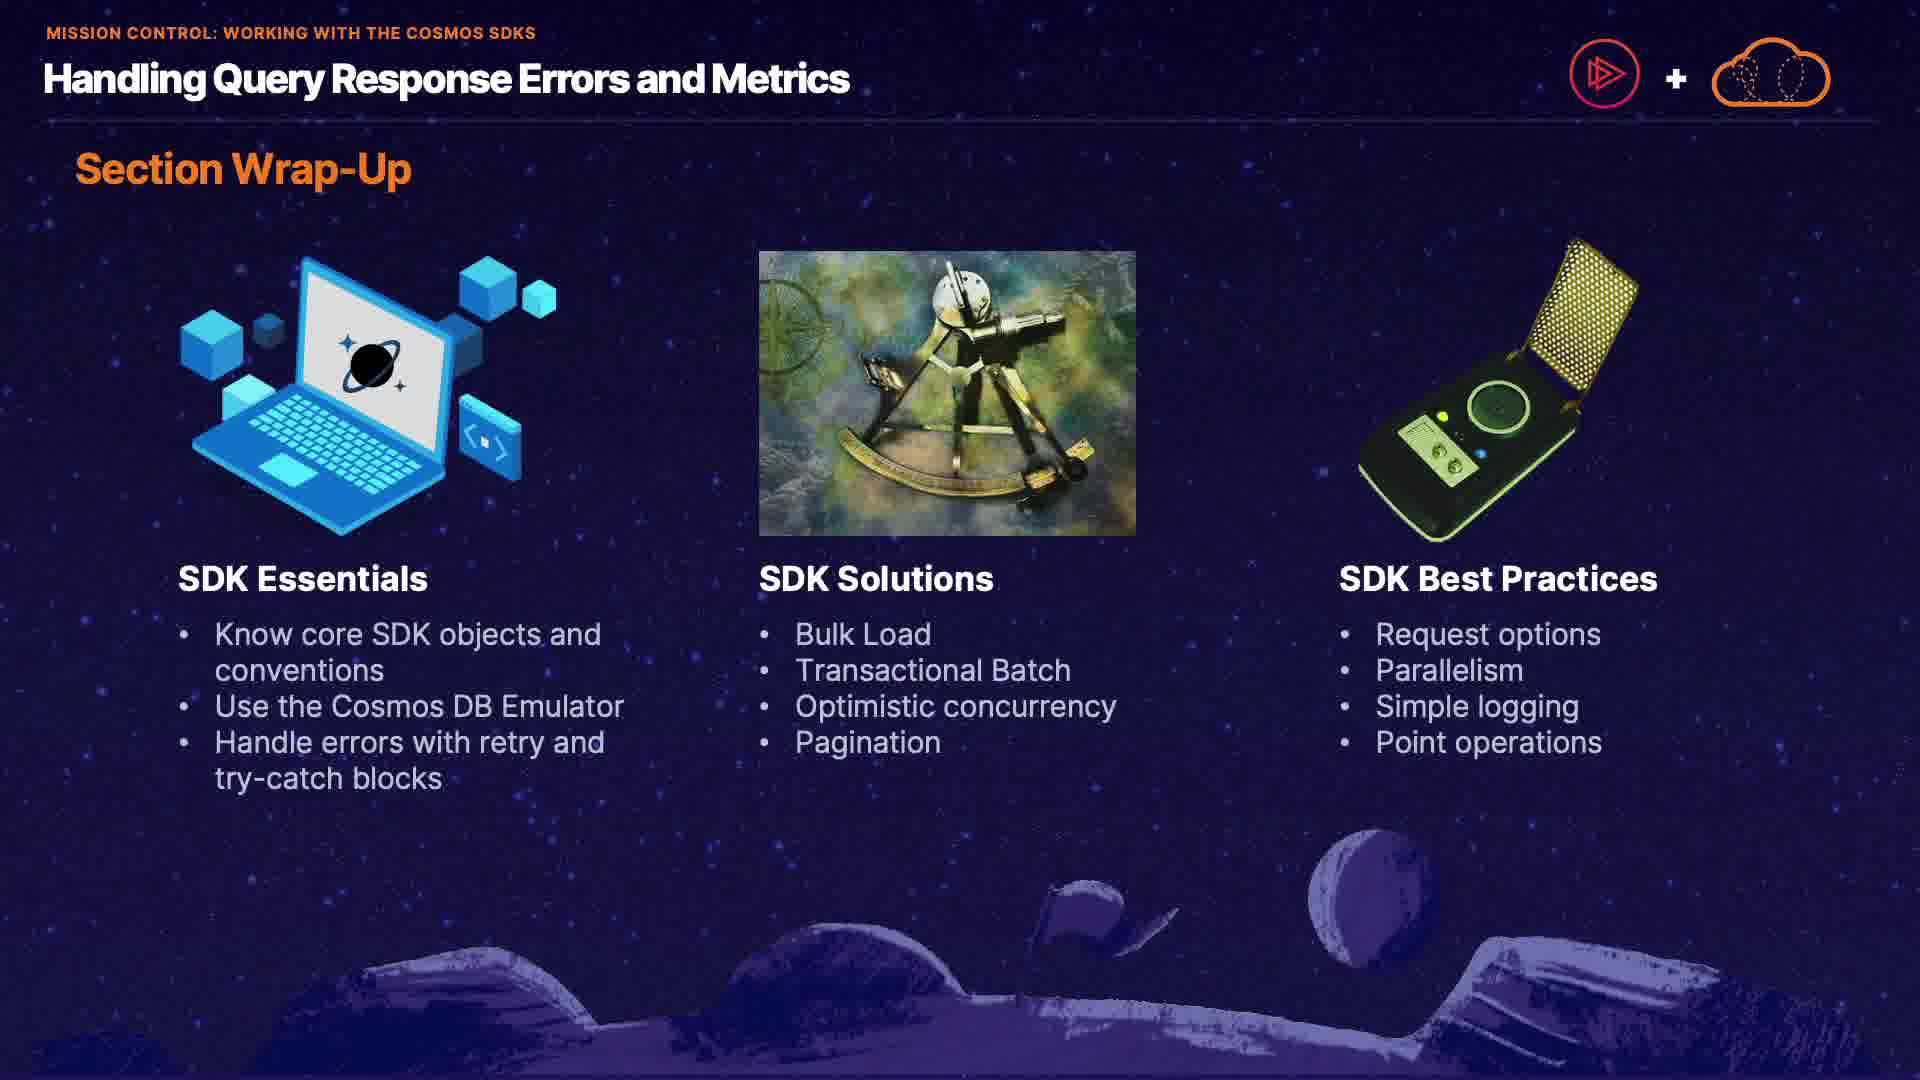 MISSION CONTROL: WORKING WITH THE COSMOS SDKS
Handling Query Response Errors and Metrics
+
Section Wrap-Up
SDK Essentials
• Know core SDK objects and
conventions
• Use the Cosmos DB Emulator
• Handle errors with retry and
try-catch blocks
SDK Solutions
• Bulk Load
• Transactional Batch
• Optimistic concurrency
• Pagination
SDK Best Practices
• Request options
• Parallelism
• Simple logging
• Point operations